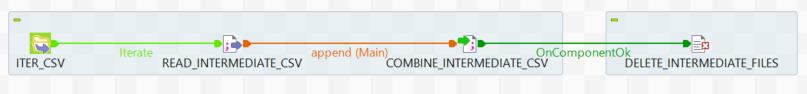 Iterate
append (Main)
OnComponentOk
ITER_CSV
READ_INTERMEDIATE_CSV
COMBINE_INTERMEDIATE_CSV
DELETE_INTERMEDIATE_FILES